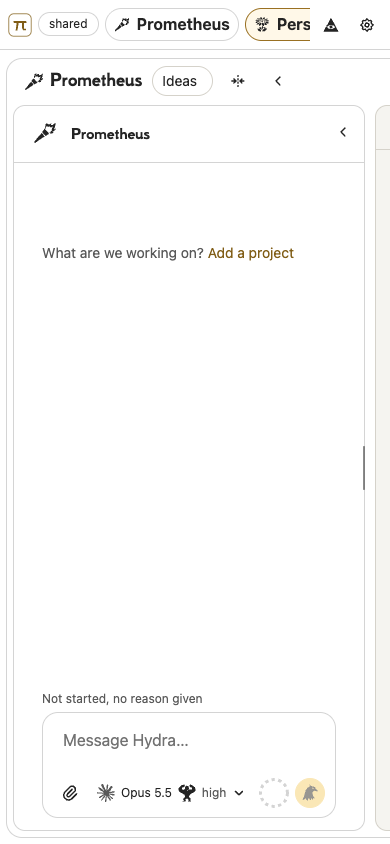 π shared Prometheus Pers
Prometheus Ideas
Prometheus
What are we working on? Add a project
Not started, no reason given
Message Hydra...
Opus 5.5 high